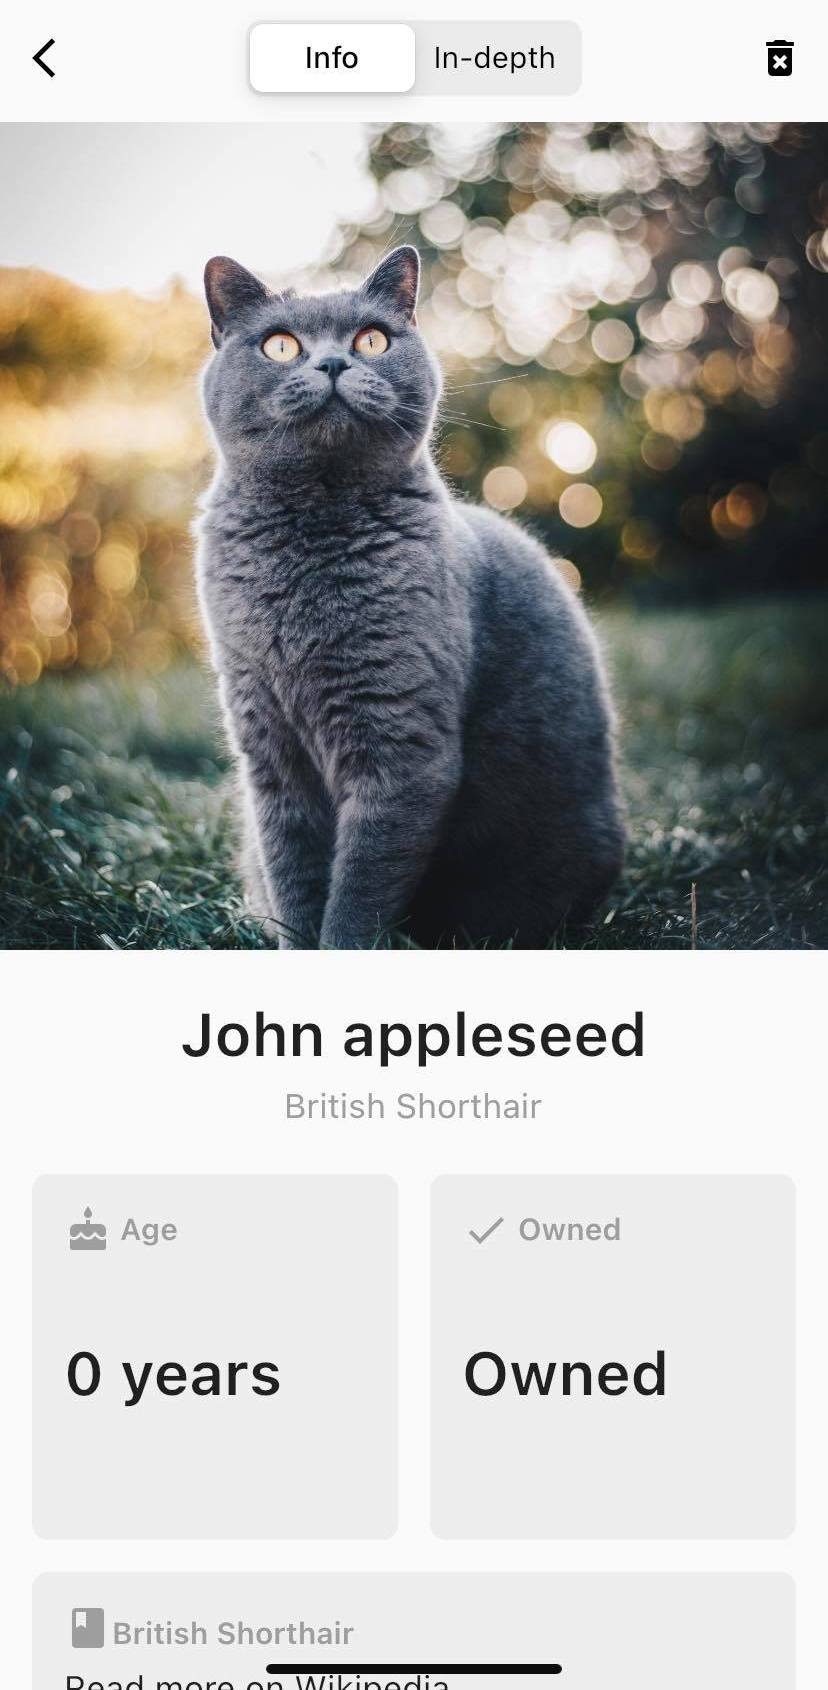 Info In-depth
John appleseed
British Shorthair
Age
Owned
0 years
Owned
British Shorthair
Read more on Wikipedia